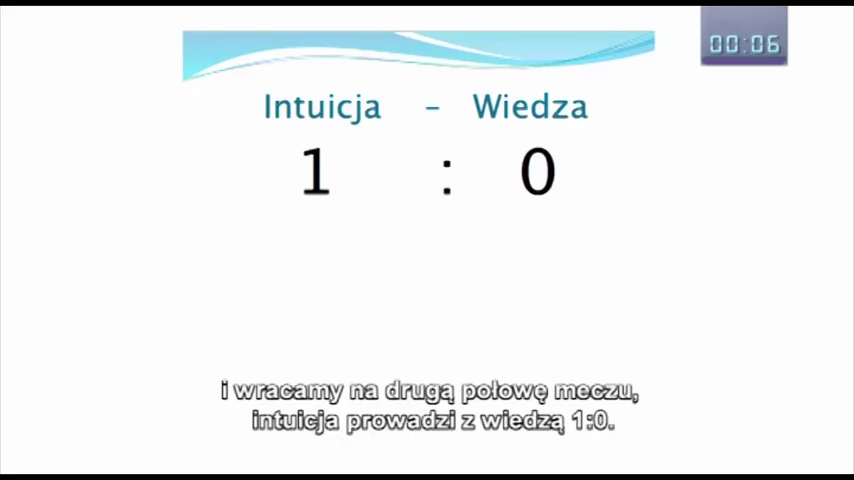 00:06
Intuicja – Wiedza
1 : 0
i wracamy na drugą połowę meczu,
intuicja prowadzi z wiedzą 1:0.